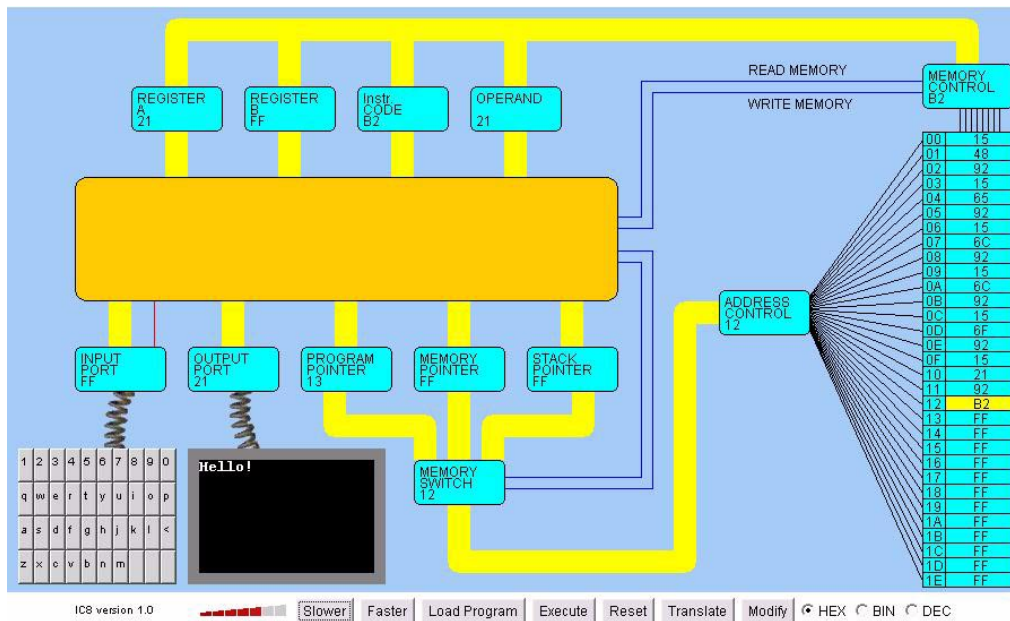 READ MEMORY
WRITE MEMORY
MEMORY
CONTROL
B2
REGISTER
A
21
REGISTER
B
FF
Instr.
CODE
B2
OPERAND
21
00 15
01 48
02 92
03 15
04 65
05 92
06 15
07 6C
08 92
09 15
0A 6C
0B 92
0C 15
0D 6F
0E 92
0F 15
10 21
11 92
12 B2
13 FF
14 FF
15 FF
16 FF
17 FF
18 FF
19 FF
1A FF
1B FF
1C FF
1D FF
1E FF
ADDRESS
CONTROL
12
INPUT
PORT
FF
OUTPUT
PORT
21
PROGRAM
POINTER
13
MEMORY
POINTER
FF
STACK
POINTER
FF
MEMORY
SWITCH
12
1 2 3 4 5 6 7 8 9 0
q w e r t y u i o p
a s d f g h j k l <
z x c v b n m
Hello!
IC8 version 1.0 Slower Faster Load Program Execute Reset Translate Modify HEX BIN DEC